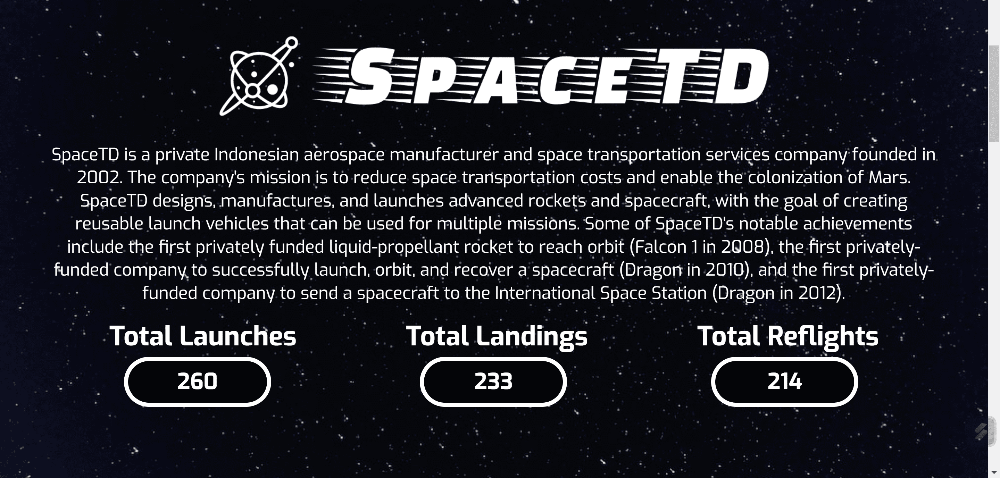 SPACETD
SpaceTD is a private Indonesian aerospace manufacturer and space transportation services company founded in
2002. The company's mission is to reduce space transportation costs and enable the colonization of Mars.
SpaceTD designs, manufactures, and launches advanced rockets and spacecraft, with the goal of creating
reusable launch vehicles that can be used for multiple missions. Some of SpaceTD's notable achievements
include the first privately funded liquid-propellant rocket to reach orbit (Falcon 1 in 2008), the first privately-
funded company to successfully launch, orbit, and recover a spacecraft (Dragon in 2010), and the first privately-
funded company to send a spacecraft to the International Space Station (Dragon in 2012).
Total Launches
Total Landings
Total Reflights
260
233
214